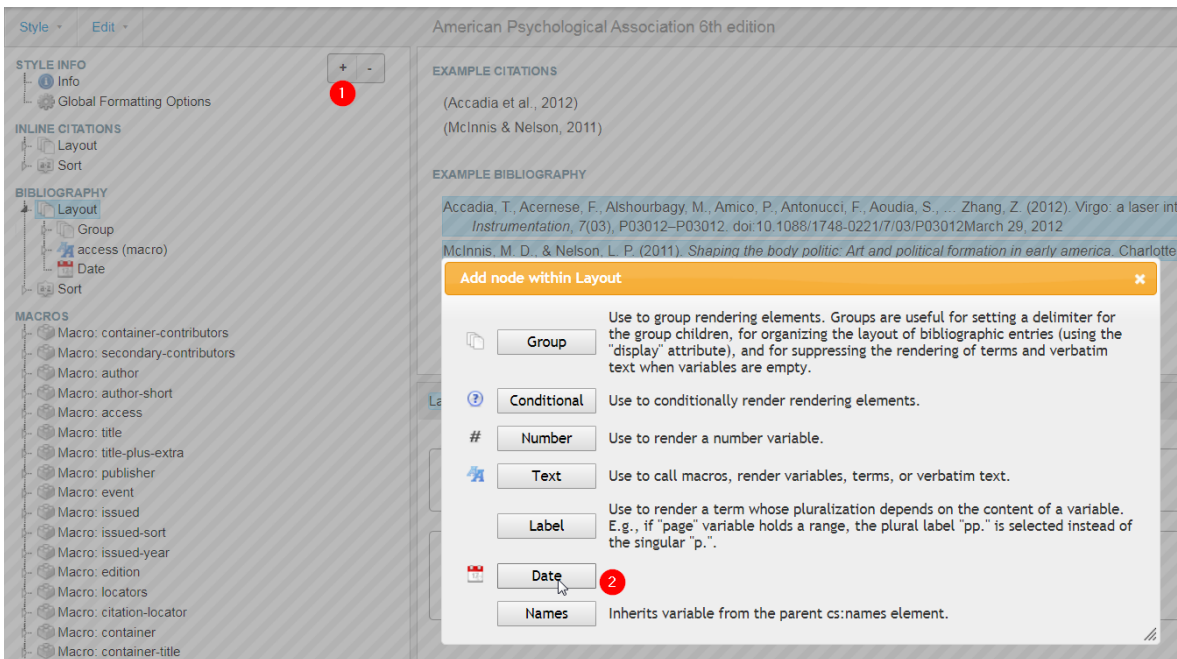 Style
Edit
American Psychological Association 6th edition
STYLE INFO
+ -
1
Info
Global Formatting Options
INLINE CITATIONS
Layout
Sort
BIBLIOGRAPHY
Layout
Group
access (macro)
Date
Sort
MACROS
Macro: container-contributors
Macro: secondary-contributors
Macro: author
Macro: author-short
Macro: access
Macro: title
Macro: title-plus-extra
Macro: publisher
Macro: event
Macro: issued
Macro: issued-sort
Macro: issued-year
Macro: edition
Macro: locators
Macro: citation-locator
Macro: container
Macro: container-title
EXAMPLE CITATIONS
(Accadia et al., 2012)
(McInnis & Nelson, 2011)
EXAMPLE BIBLIOGRAPHY
Accadia, T., Acernese, F., Alshourbagy, M., Amico, P., Antonucci, F., Aoudia, S., … Zhang, Z. (2012). Virgo: a laser int
Instrumentation, 7(03), P03012–P03012. doi:10.1088/1748-0221/7/03/P03012March 29, 2012
McInnis, M. D., & Nelson, L. P. (2011). Shaping the body politic: Art and political formation in early america. Charlotte
La
Add node within Layout
×
Group
Use to group rendering elements. Groups are useful for setting a delimiter for
the group children, for organizing the layout of bibliographic entries (using the
"display" attribute), and for suppressing the rendering of terms and verbatim
text when variables are empty.
?
Conditional
Use to conditionally render rendering elements.
#
Number
Use to render a number variable.
Text
Use to call macros, render variables, terms, or verbatim text.
Label
Use to render a term whose pluralization depends on the content of a variable.
E.g., if "page" variable holds a range, the plural label "pp." is selected instead of
the singular "p.".
Date
2
Names
Inherits variable from the parent cs:names element.